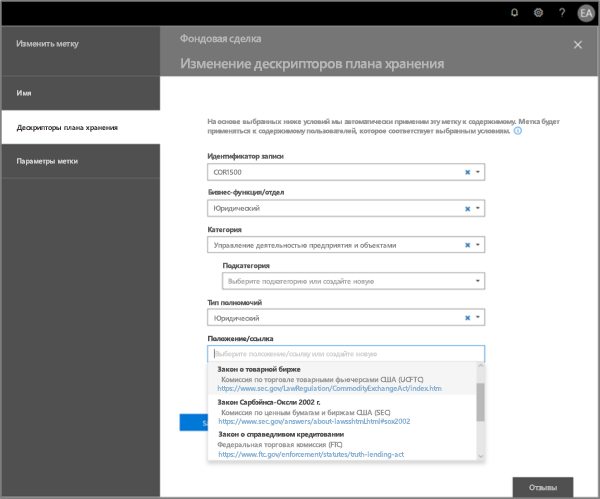 ? EA
Изменить метку
Фондовая сделка
Изменение дескрипторов плана хранения
Имя
Дескрипторы плана хранения
Параметры метки
На основе выбранных ниже условий мы автоматически применим эту метку к содержимому. Метка будет
применяться к содержимому пользователей, которое соответствует выбранным условиям.
Идентификатор записи
COR1500
Бизнес-функция/отдел
Юридический
Категория
Управление деятельностью предприятия и объектами
Подкатегория
Выберите подкатегорию или создайте новую
Тип полномочий
Юридический
Положение/ссылка
Выберите положение/ссылку или создайте новую
Закон о товарной бирже
Комиссия по торговле товарными фьючерсами США (UCFTC)
https://www.sec.gov/LawRegulation/CommodityExchangeAct/index.htm
Закон Сарбэйнса-Оксли 2002 г.
Комиссия по ценным бумагам и биржам США (SEC)
https://www.sec.gov/answers/about-lawsshtml.html#sox2002
Закон о справедливом кредитовании
Федеральная торговая комиссия (FTC)
https://www.ftc.gov/enforcement/statutes/truth-lending-act
Отзывы